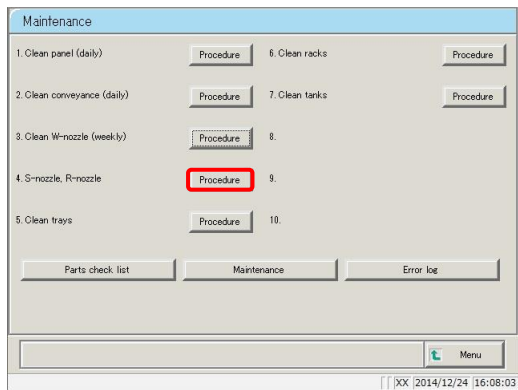 Maintenance
1. Clean panel (daily) Procedure 6. Clean racks Procedure
2. Clean conveyance (daily) Procedure 7. Clean tanks Procedure
3. Clean W-nozzle (weekly) Procedure 8.
4. S-nozzle, R-nozzle Procedure 9.
5. Clean trays Procedure 10.
Parts check list Maintenance Error log
Menu
XX 2014/12/24 16:08:03